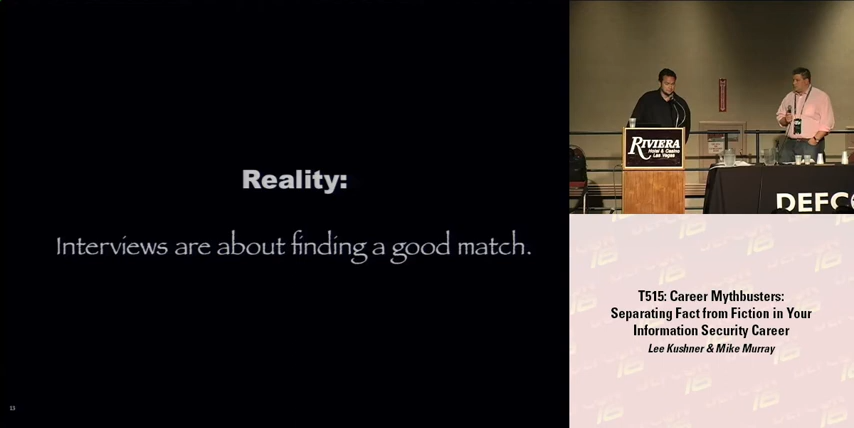 Reality:
Interviews are about finding a good match.
13
RIVIERA
Hotel & Casino
Las Vegas
DEFC
T515: Career Mythbusters:
Separating Fact from Fiction in Your
Information Security Career
Lee Kushner & Mike Murray